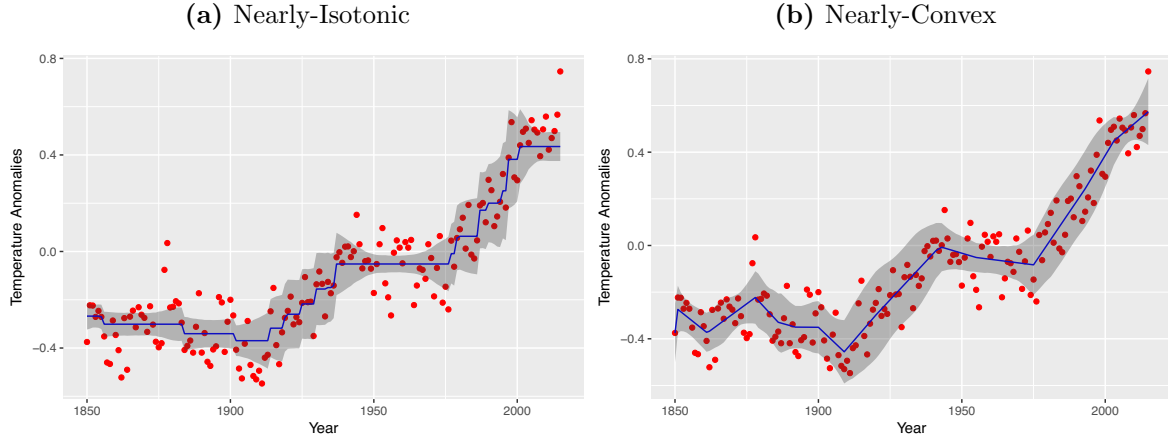 (a) Nearly-Isotonic
(b) Nearly-Convex
Temperature Anomalies
0.8
0.4
0.0
−0.4
1850
1900
1950
2000
Year
Temperature Anomalies
0.8
0.4
0.0
−0.4
1850
1900
1950
2000
Year